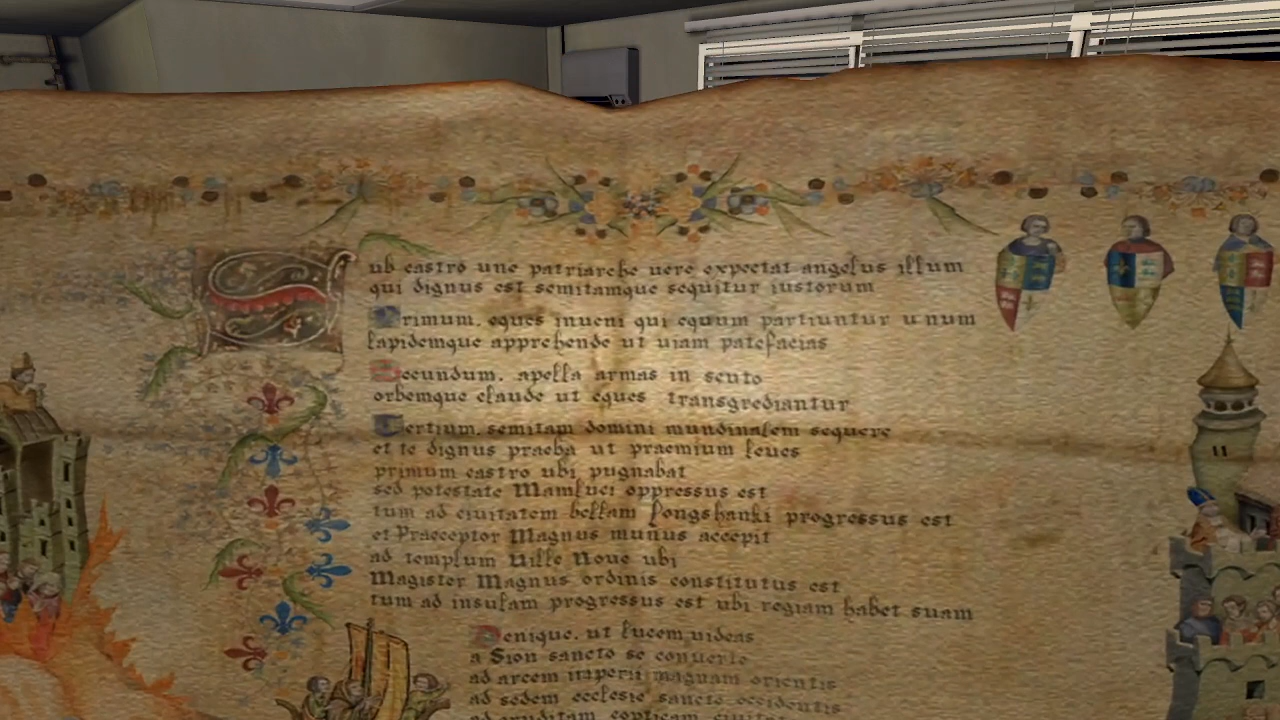 Sub castro une patriarche uere expectat angelus illum
qui dignus est semitamque sequitur iustorum
Primum, eques inueni qui equum partiuntur unum
lapidemque apprehende ut uiam patefacias
Secundum, apella armas in scuto
orbemque claude ut eques transgrediantur
Tertium, semitam domini mundinalem sequere
et te dignus praeba ut praemium leues
primum castro ubi pugnabat
sed potestate Mamluci oppressus est
tum ad ciuitatem bellam Longshanki progressus est
et Praeceptor Magnus munus accepit
ad templum Uille Noue ubi
Magister Magnus ordinis constitutus est
tum ad insulam progressus est ubi regiam habet suam
Denique, ut lucem uideas
a Sion sancto se conuerte
ad arcem imperii magnam orientis
ad sedem ecclesie sancte occidentis